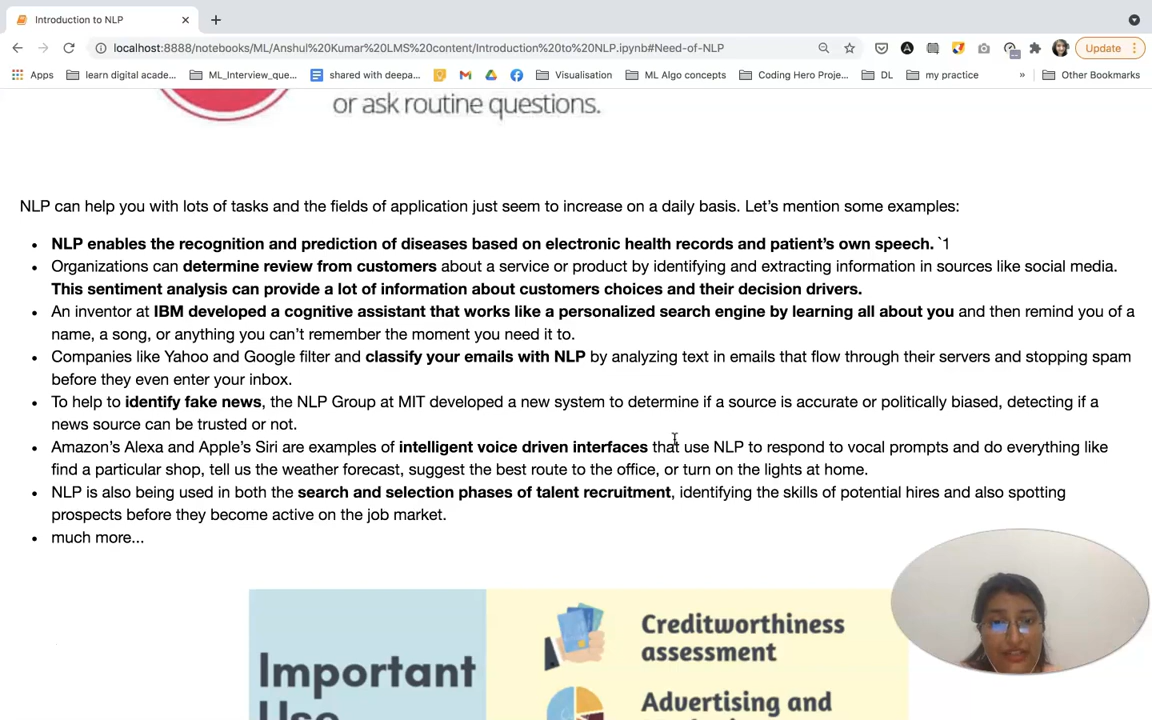 Introduction to NLP
localhost:8888/notebooks/ML/Anshul%20Kumar%20LMS%20content/Introduction%20to%20NLP.ipynb#Need-of-NLP
Update
Apps
learn digital acade...
ML_Interview_que...
shared with deepa...
Visualisation
ML Algo concepts
Coding Hero Proje...
DL
my practice
»
Other Bookmarks
or ask routine questions.
NLP can help you with lots of tasks and the fields of application just seem to increase on a daily basis. Let's mention some examples:
• NLP enables the recognition and prediction of diseases based on electronic health records and patient's own speech. `1
• Organizations can determine review from customers about a service or product by identifying and extracting information in sources like social media.
This sentiment analysis can provide a lot of information about customers choices and their decision drivers.
• An inventor at IBM developed a cognitive assistant that works like a personalized search engine by learning all about you and then remind you of a
name, a song, or anything you can't remember the moment you need it to.
• Companies like Yahoo and Google filter and classify your emails with NLP by analyzing text in emails that flow through their servers and stopping spam
before they even enter your inbox.
• To help to identify fake news, the NLP Group at MIT developed a new system to determine if a source is accurate or politically biased, detecting if a
news source can be trusted or not.
• Amazon's Alexa and Apple's Siri are examples of intelligent voice driven interfaces that use NLP to respond to vocal prompts and do everything like
find a particular shop, tell us the weather forecast, suggest the best route to the office, or turn on the lights at home.
• NLP is also being used in both the search and selection phases of talent recruitment, identifying the skills of potential hires and also spotting
prospects before they become active on the job market.
• much more...
Important
Use
Creditworthiness
assessment
Advertising and